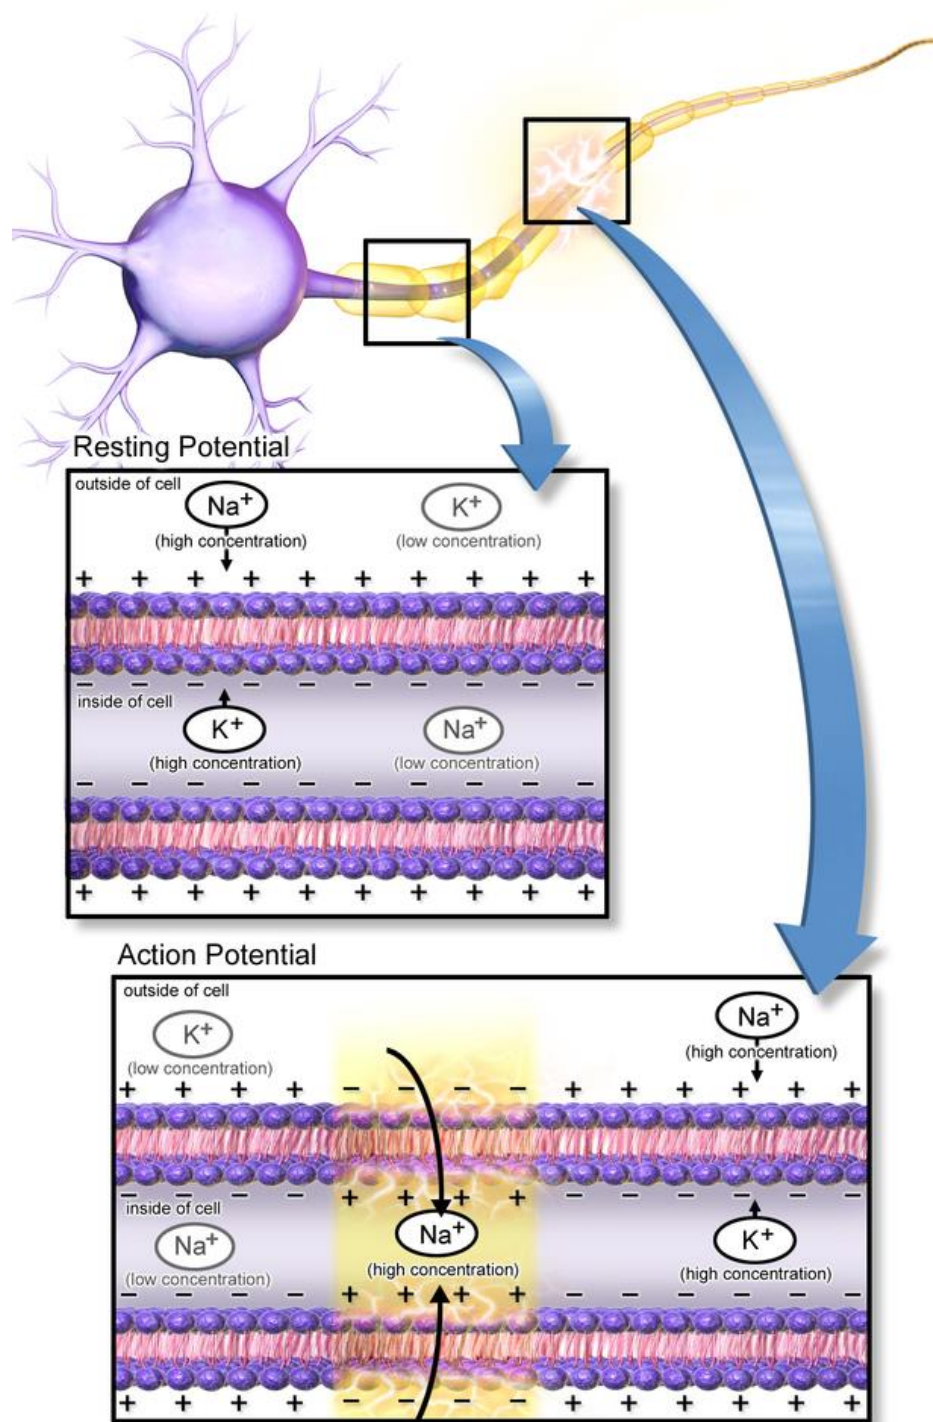 Resting Potential
outside of cell
Na+ K+
(high concentration) (low concentration)
+ + + + + + + + + +
− − − − − − − − −
inside of cell
K+ Na+
(high concentration) (low concentration)
− − − − − − − − −
+ + + + + + + + + +
Action Potential
outside of cell
K+ Na+
(low concentration) (high concentration)
+ + + + − − − − + + + + + +
− − − − + + + + − − − − − −
inside of cell
Na+ Na+ K+
(low concentration) (high concentration) (high concentration)
− − − − + + + + − − − − − −
+ + + + − − − − + + + + + +